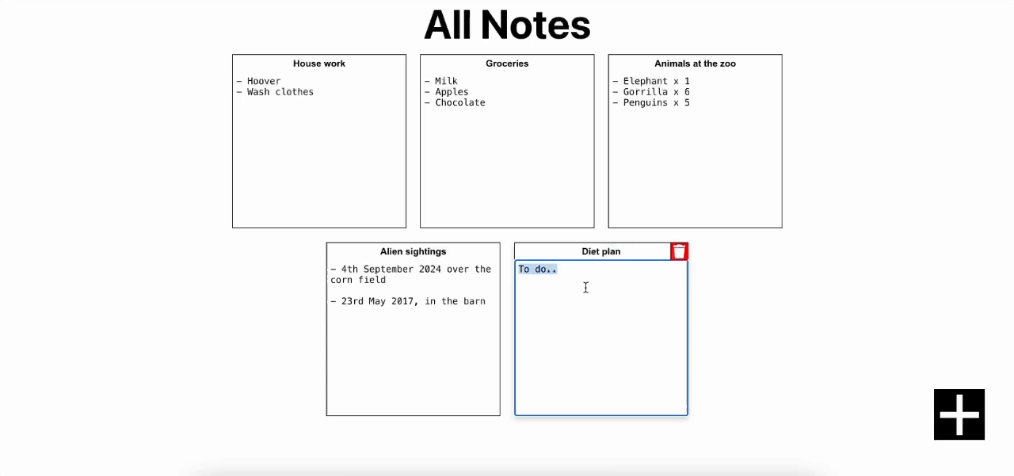 All Notes
House work
– Hoover
– Wash clothes
Groceries
– Milk
– Apples
– Chocolate
Animals at the zoo
– Elephant x 1
– Gorrilla x 6
– Penguins x 5
Alien sightings
– 4th September 2024 over the
corn field
– 23rd May 2017, in the barn
Diet plan
To do..